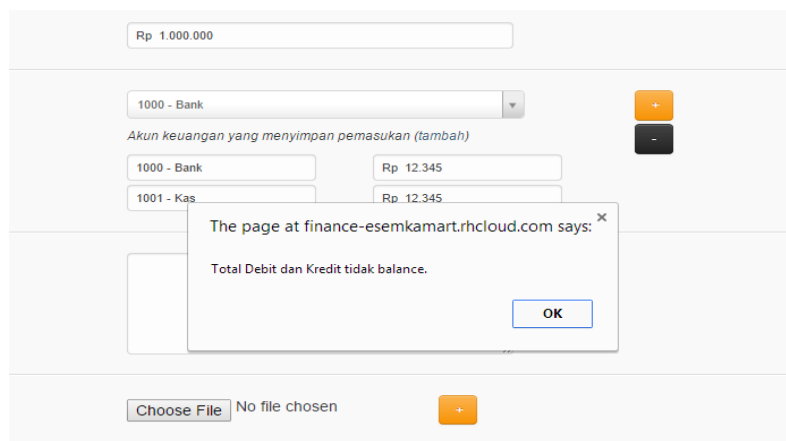 Rp 1.000.000
1000 - Bank
+
Akun keuangan yang menyimpan pemasukan (tambah)
-
1000 - Bank Rp 12.345
1001 - Kas Rp 12.345
The page at finance-esemkamart.rhcloud.com says: ×
Total Debit dan Kredit tidak balance.
OK
Choose File No file chosen +